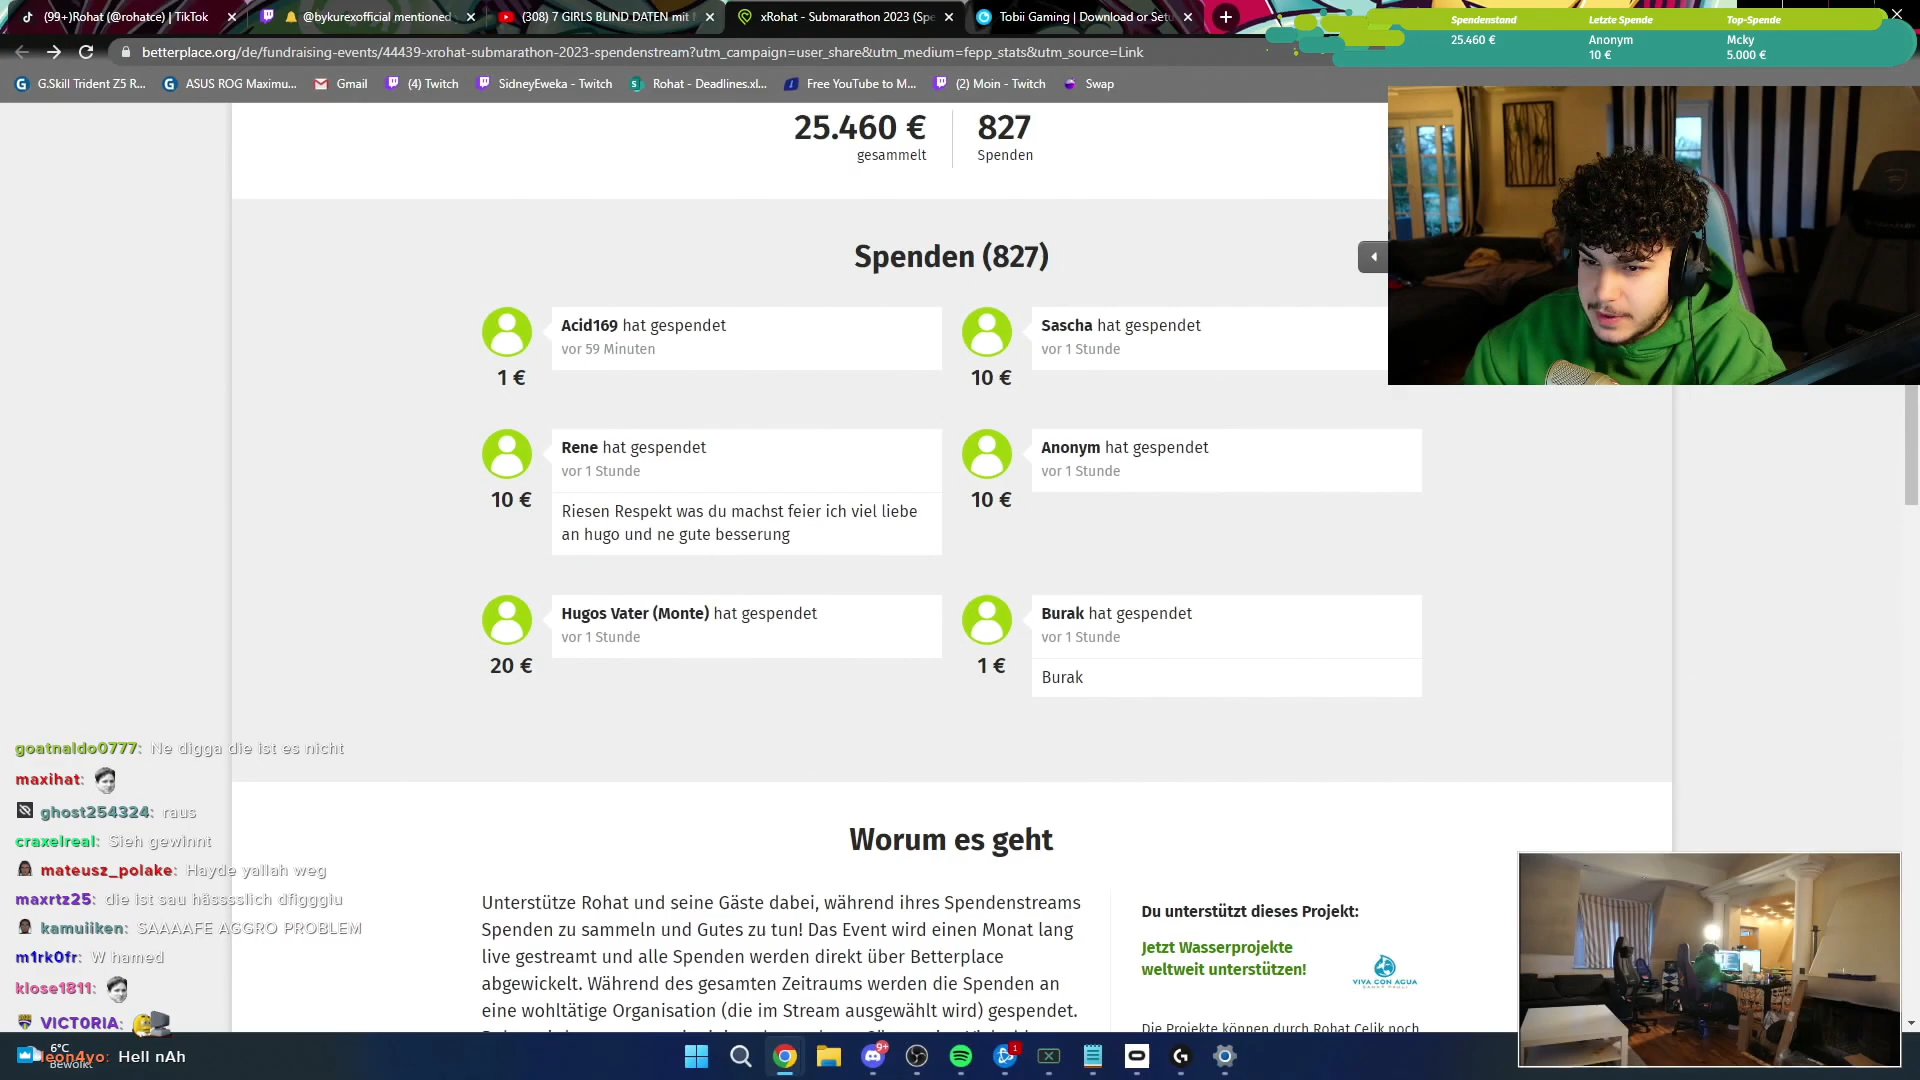 (99+)Rohat (@rohatce) | TikTok
@bykurexofficial mentioned
(308) 7 GIRLS BLIND DATEN mit
xRohat - Submarathon 2023 (Spe
Tobii Gaming | Download or Setu
betterplace.org/de/fundraising-events/44439-xrohat-submarathon-2023-spendenstream?utm_campaign=user_share&utm_medium=fepp_stats&utm_source=Link
G.Skill Trident Z5 R...
ASUS ROG Maximu...
Gmail
(4) Twitch
SidneyEweka - Twitch
Rohat - Deadlines.xl...
Free YouTube to M...
(2) Moin - Twitch
Swap
Spendenstand
Letzte Spende
Top-Spende
25.460 €
Anonym
Mcky
10 €
5.000 €
25.460 €
827
gesammelt
Spenden
Spenden (827)
Acid169 hat gespendet
vor 59 Minuten
1 €
Sascha hat gespendet
vor 1 Stunde
10 €
Rene hat gespendet
vor 1 Stunde
10 €
Riesen Respekt was du machst feier ich viel liebe
an hugo und ne gute besserung
Anonym hat gespendet
vor 1 Stunde
10 €
Hugos Vater (Monte) hat gespendet
vor 1 Stunde
20 €
Burak hat gespendet
vor 1 Stunde
1 €
Burak
Worum es geht
Unterstütze Rohat und seine Gäste dabei, während ihres Spendenstreams
Spenden zu sammeln und Gutes zu tun! Das Event wird einen Monat lang
live gestreamt und alle Spenden werden direkt über Betterplace
abgewickelt. Während des gesamten Zeitraums werden die Spenden an
eine wohltätige Organisation (die im Stream ausgewählt wird) gespendet.
Du unterstützt dieses Projekt:
Jetzt Wasserprojekte
weltweit unterstützen!
VIVA CON AGUA
Die Projekte können durch Rohat Celik noch
goatnaldo0777: Ne digga die ist es nicht
maxihat:
ghost254324: raus
craxelreal: Sieh gewinnt
mateusz_polake: Hayde yallah weg
maxrtz25: die ist sau hässsslich dfigggiu
kamuiiken: SAAAAFE AGGRO PROBLEM
m1rk0fr: W hamed
klose1811:
VICT0RIA:
leon4yo: Hell nAh
6°C
Bewölkt
9+
1